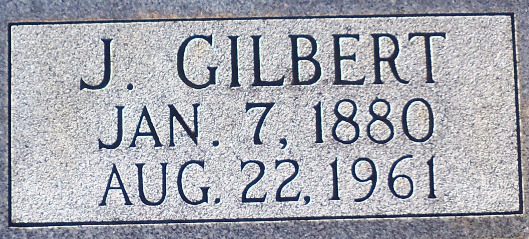 J. GILBERT
JAN. 7, 1880
AUG. 22, 1961